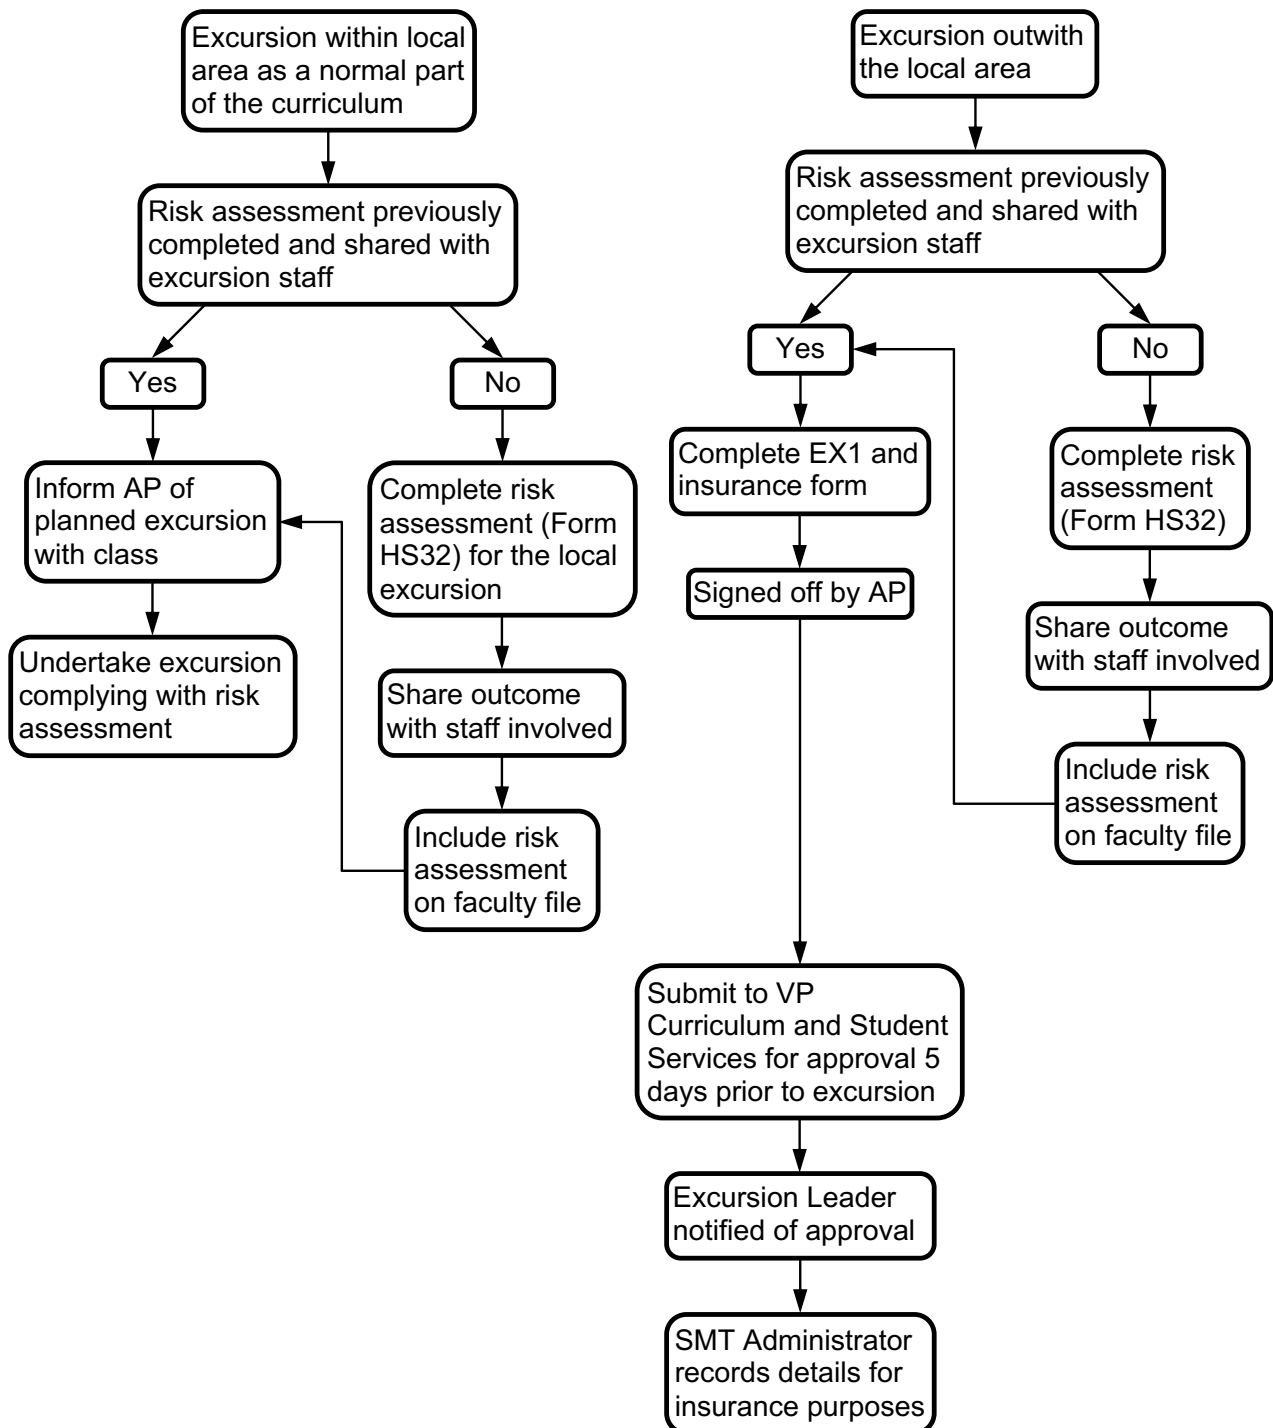 Excursion within local
area as a normal part
of the curriculum
Risk assessment previously
completed and shared with
excursion staff
Yes
No
Inform AP of
planned excursion
with class
Undertake excursion
complying with risk
assessment
Complete risk
assessment (Form
HS32) for the local
excursion
Share outcome
with staff involved
Include risk
assessment
on faculty file
Excursion outwith
the local area
Risk assessment previously
completed and shared with
excursion staff
Yes
No
Complete EX1 and
insurance form
Signed off by AP
Complete risk
assessment
(Form HS32)
Share outcome
with staff involved
Include risk
assessment
on faculty file
Submit to VP
Curriculum and Student
Services for approval 5
days prior to excursion
Excursion Leader
notified of approval
SMT Administrator
records details for
insurance purposes